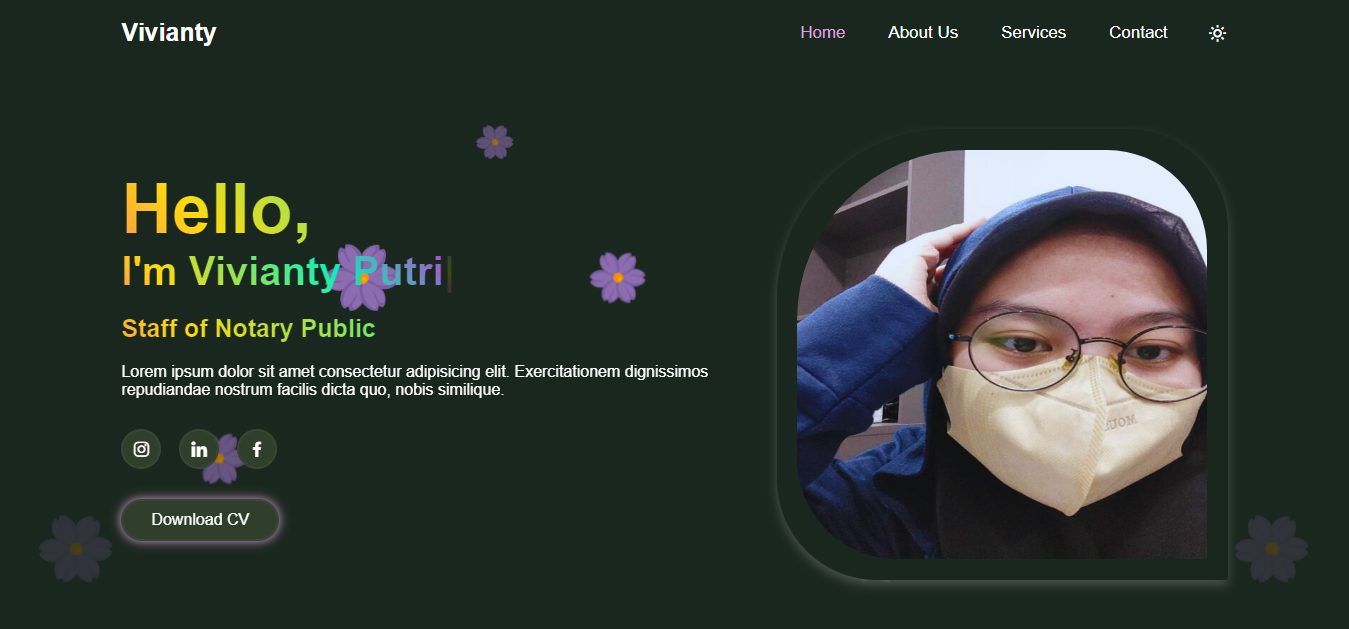 Vivianty
Home About Us Services Contact
Hello,
I'm Vivianty Putri
Staff of Notary Public
Lorem ipsum dolor sit amet consectetur adipisicing elit. Exercitationem dignissimos
repudiandae nostrum facilis dicta quo, nobis similique.
Download CV